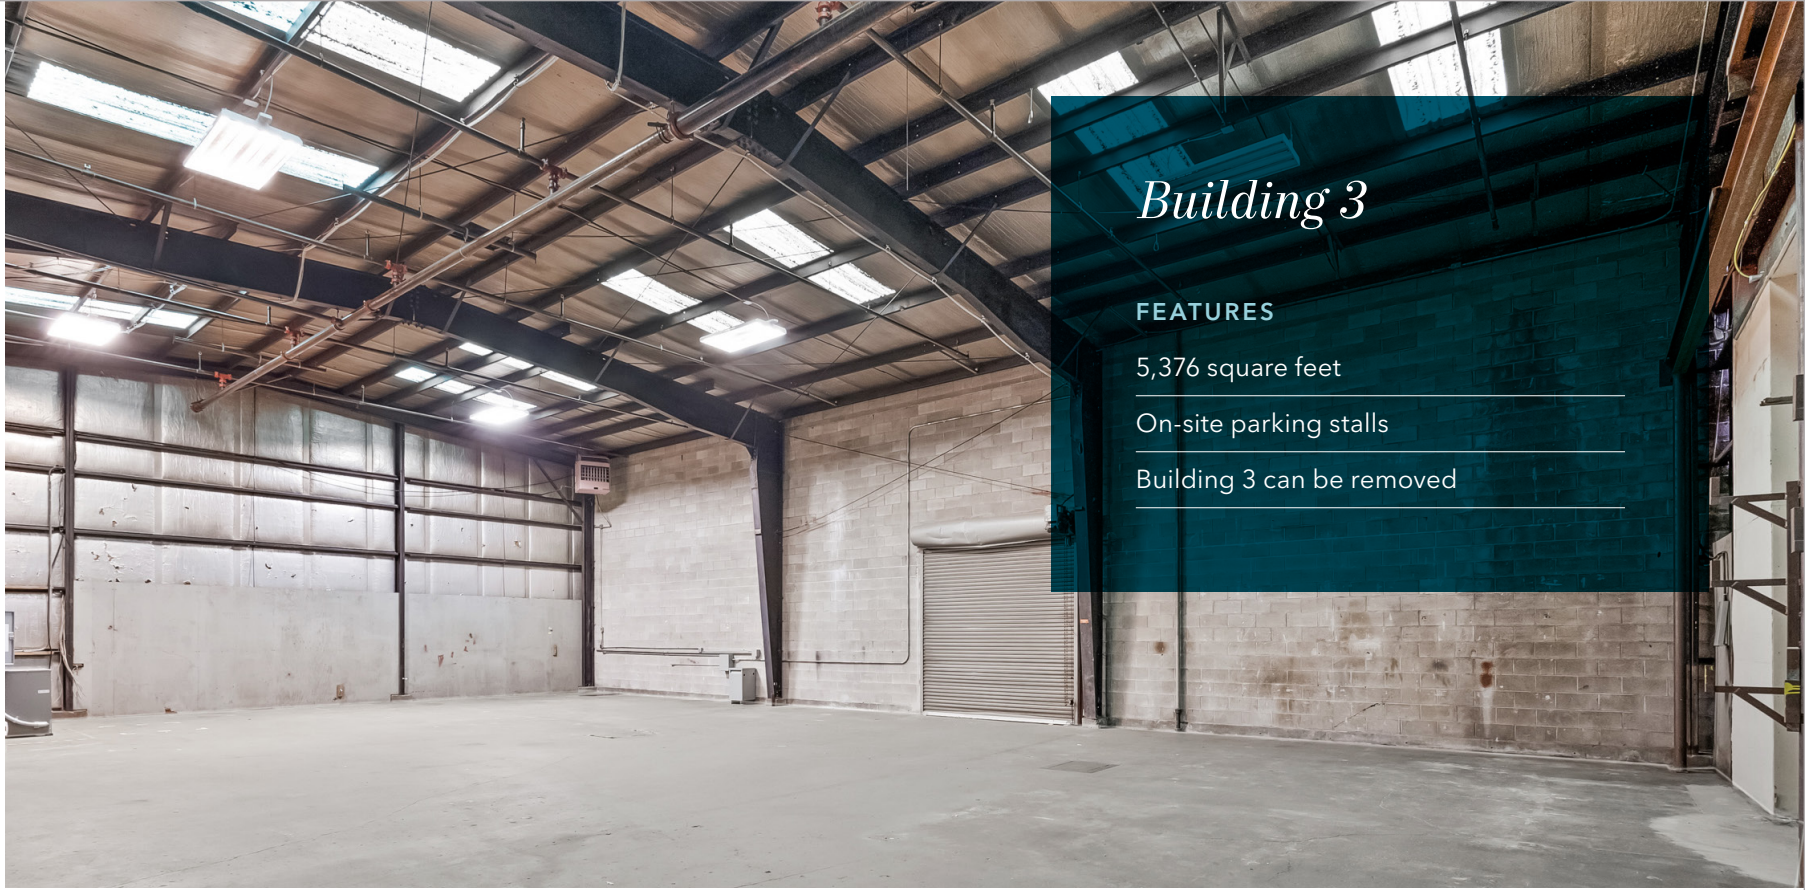 Building 3
FEATURES
5,376 square feet
On-site parking stalls
Building 3 can be removed